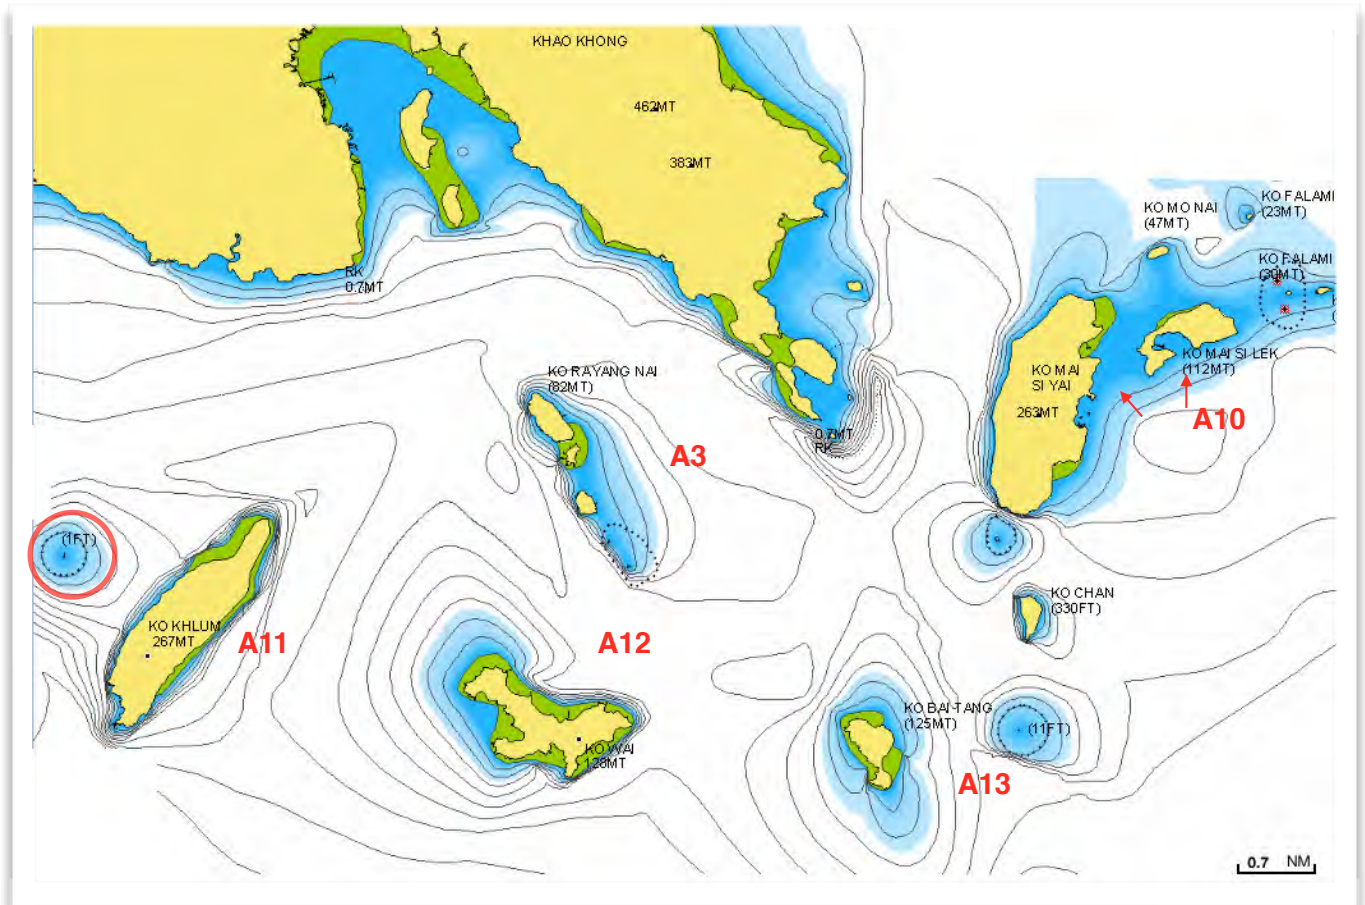 KHAO KHONG
462MT
383MT
KO FALAMI
(23MT)
KO MO NAI
(47MT)
KO FALAMI
(30MT)
RK
0.7MT
KO RAYANG NAI
(82MT)
KO MAI SI LEK
(112MT)
KO MAI
SI YAI
263MT
A10
0.7MT
RK
A3
(1FT)
KO CHAN
(330FT)
KO KHLUM
267MT
A11
A12
KO BAI-TANG
(125MT)
(11FT)
KO WAI
128MT
A13
0.7 NM